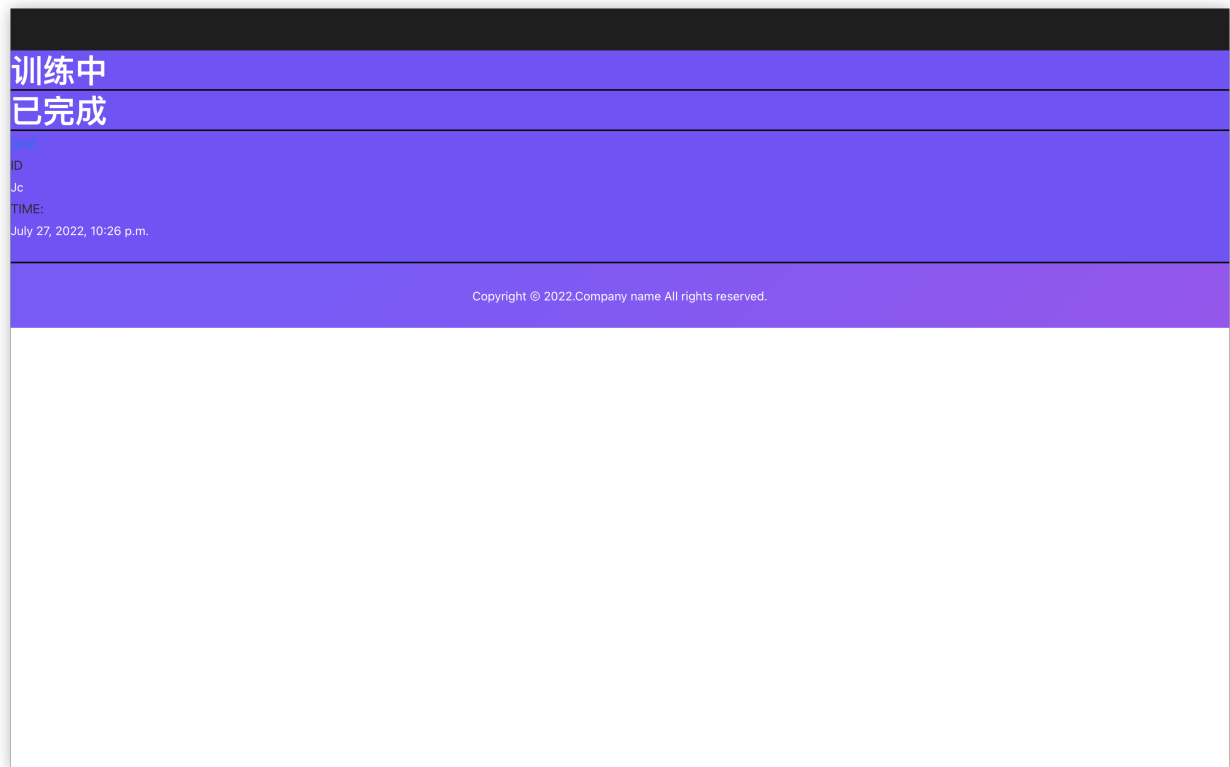 训练中
已完成
test
ID
Jc
TIME:
July 27, 2022, 10:26 p.m.
Copyright © 2022.Company name All rights reserved.